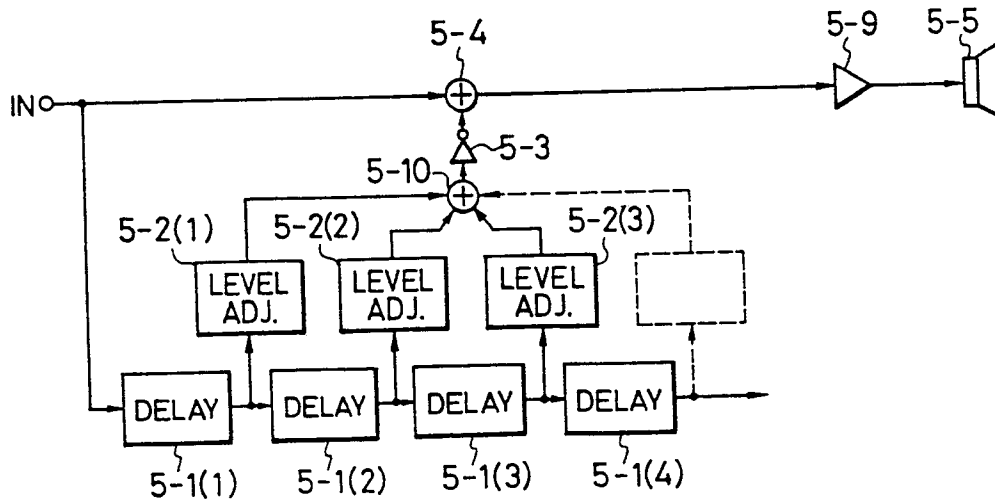 5-4
5-9
5-5
IN
5-3
5-10
5-2(1)
5-2(2)
5-2(3)
LEVEL
ADJ.
LEVEL
ADJ.
LEVEL
ADJ.
DELAY
DELAY
DELAY
DELAY
5-1(1)
5-1(2)
5-1(3)
5-1(4)